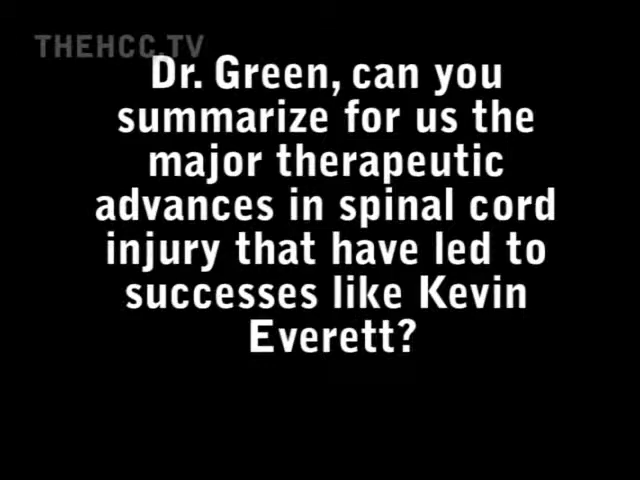 THEHCC.TV
Dr. Green, can you
summarize for us the
major therapeutic
advances in spinal cord
injury that have led to
successes like Kevin
Everett?